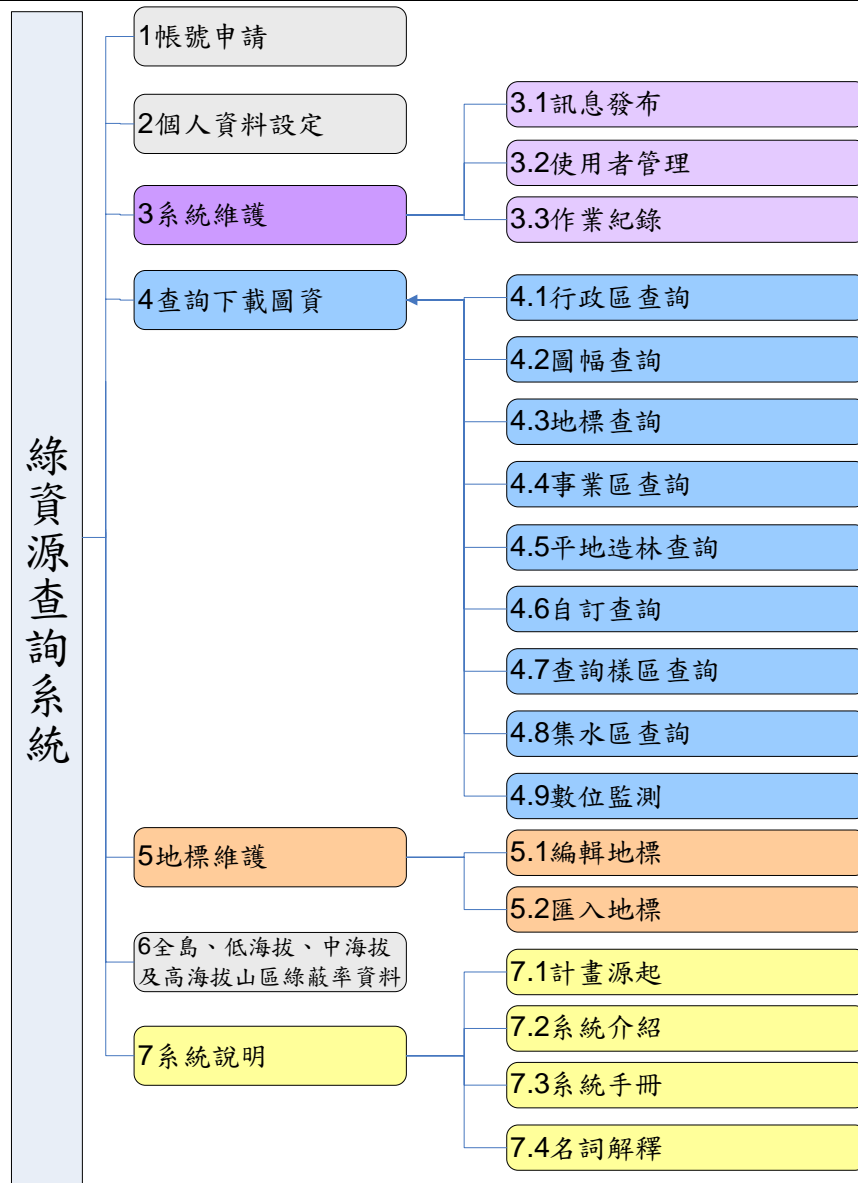 綠資源查詢系統
1帳號申請
2個人資料設定
3系統維護
3.1訊息發布
3.2使用者管理
3.3作業紀錄
4查詢下載圖資
4.1行政區查詢
4.2圖幅查詢
4.3地標查詢
4.4事業區查詢
4.5平地造林查詢
4.6自訂查詢
4.7查詢樣區查詢
4.8集水區查詢
4.9數位監測
5地標維護
5.1編輯地標
5.2匯入地標
6全島、低海拔、中海拔
及高海拔山區綠蔽率資料
7系統說明
7.1計畫源起
7.2系統介紹
7.3系統手冊
7.4名詞解釋